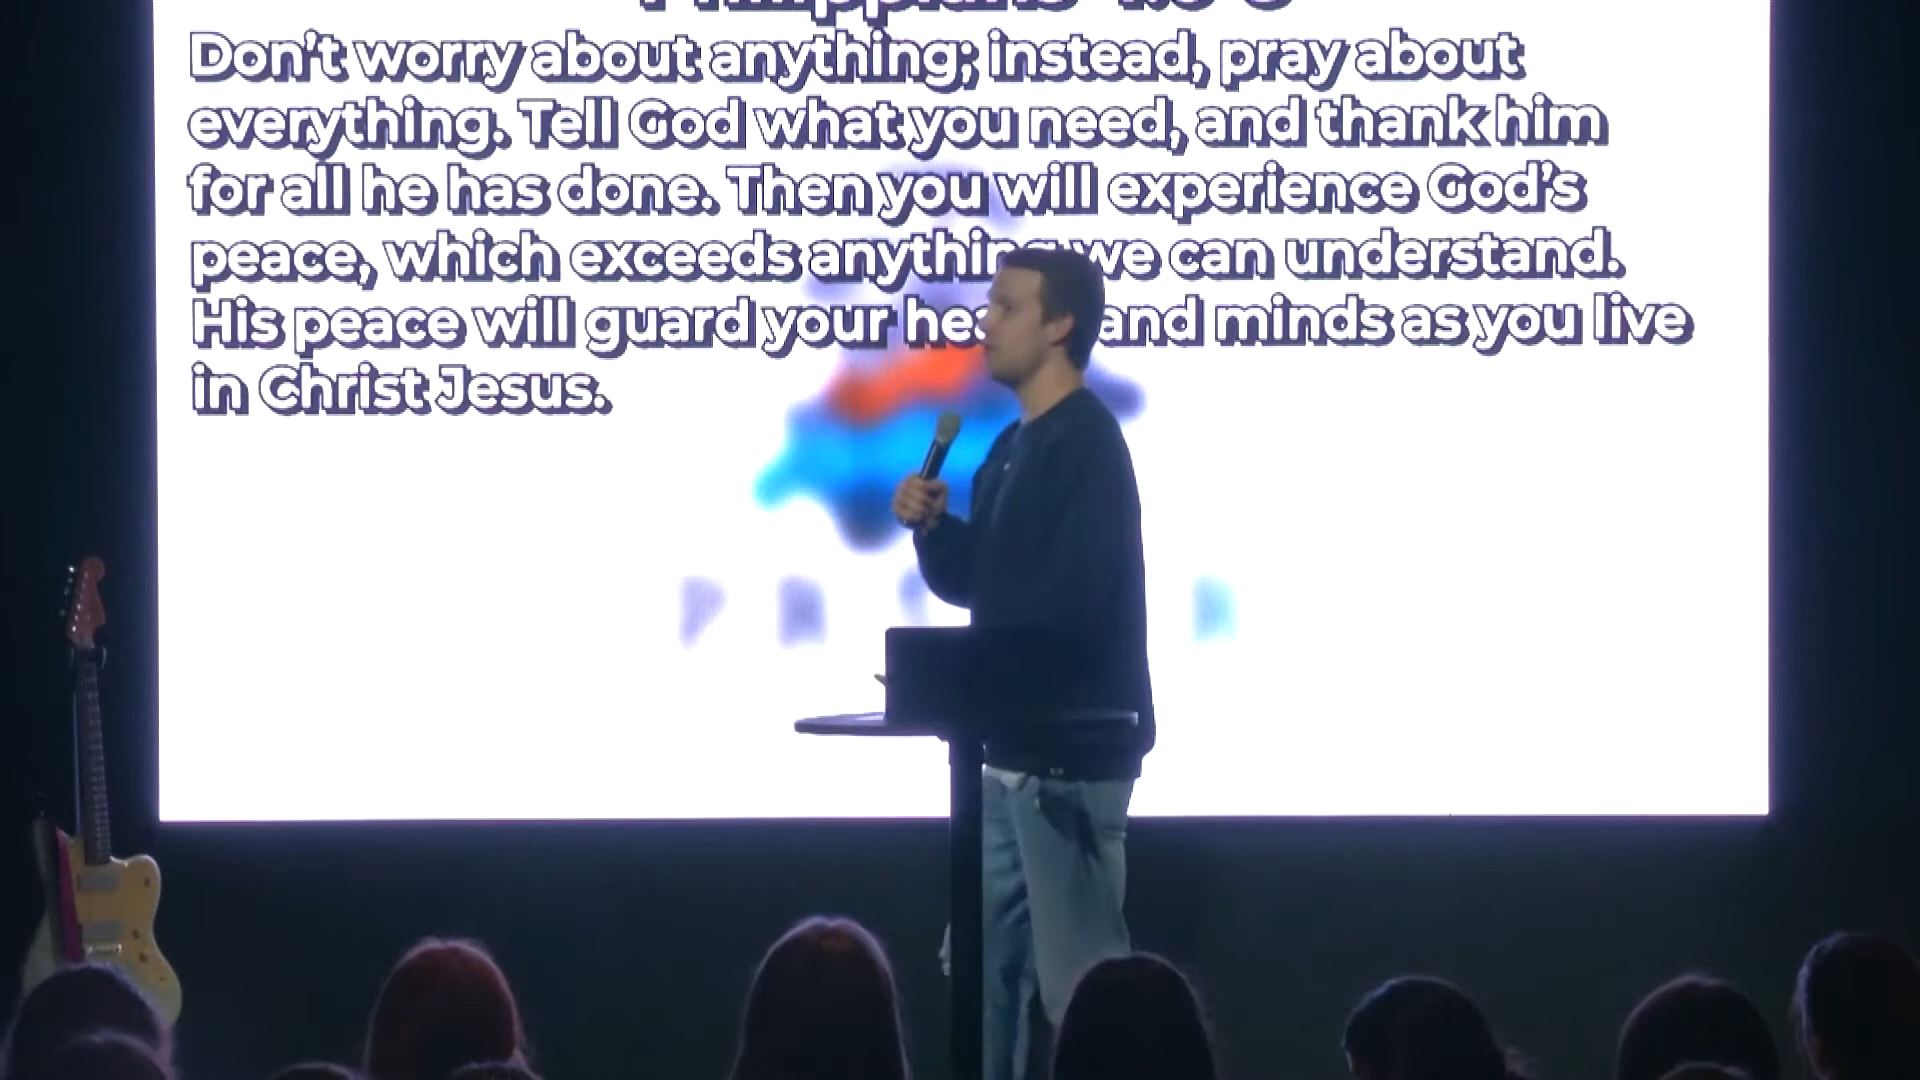 Don't worry about anything; instead, pray about
everything. Tell God what you need, and thank him
for all he has done. Then you will experience God's
peace, which exceeds anything we can understand.
His peace will guard your and minds as you live
in Christ Jesus.